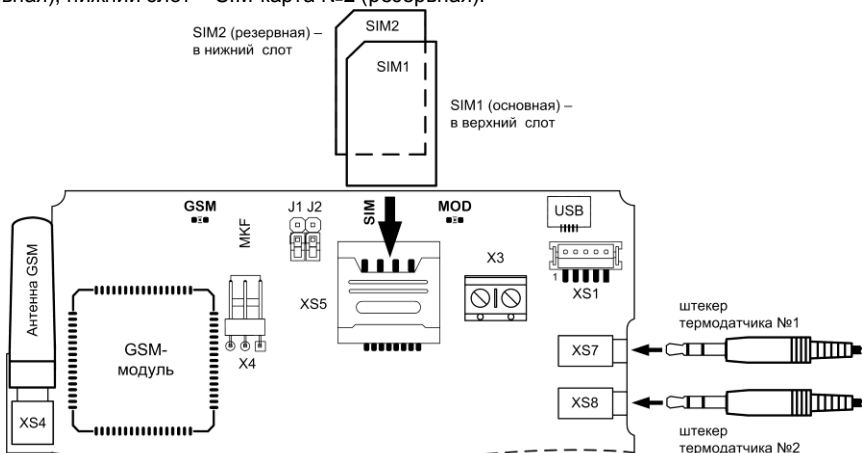 ьная), нижний слот – SIM-карта №2 (резервная).
SIM2 (резервная) –
в нижний слот
SIM2
SIM1
SIM1 (основная) –
в верхний слот
GSM
MKF
J1 J2
SIM
MOD
USB
Антенна GSM
XS5
X3
1
XS1
GSM-
модуль
X4
XS4
XS7
XS8
штекер
термодатчика №1
штекер
термодатчика №2